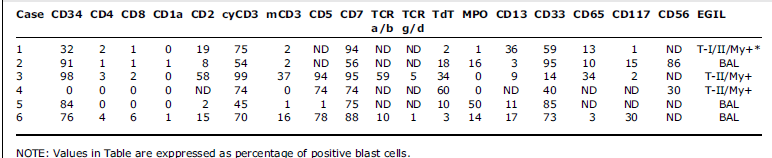 Case CD34 CD4 CD8 CD1a CD2 cyCD3 mCD3 CD5 CD7 TCR a/b TCR g/d TdT MPO CD13 CD33 CD65 CD117 CD56 EGIL
1 32 2 1 0 19 75 2 ND 94 ND ND 2 1 36 59 13 1 ND T-I/II/My+*
2 91 1 1 1 8 54 2 ND 56 ND ND 18 16 3 95 10 15 86 BAL
3 98 3 2 0 58 99 37 94 95 59 5 34 0 9 14 34 2 ND T-II/My+
4 0 0 0 0 ND 74 0 74 74 ND ND 60 0 ND 40 ND ND 30 T-II/My+
5 84 0 0 0 2 45 1 1 75 ND ND 10 50 11 85 ND ND ND BAL
6 76 4 6 1 15 70 16 78 88 10 1 3 14 17 73 3 30 ND BAL
NOTE: Values in Table are exppressed as percentage of positive blast cells.